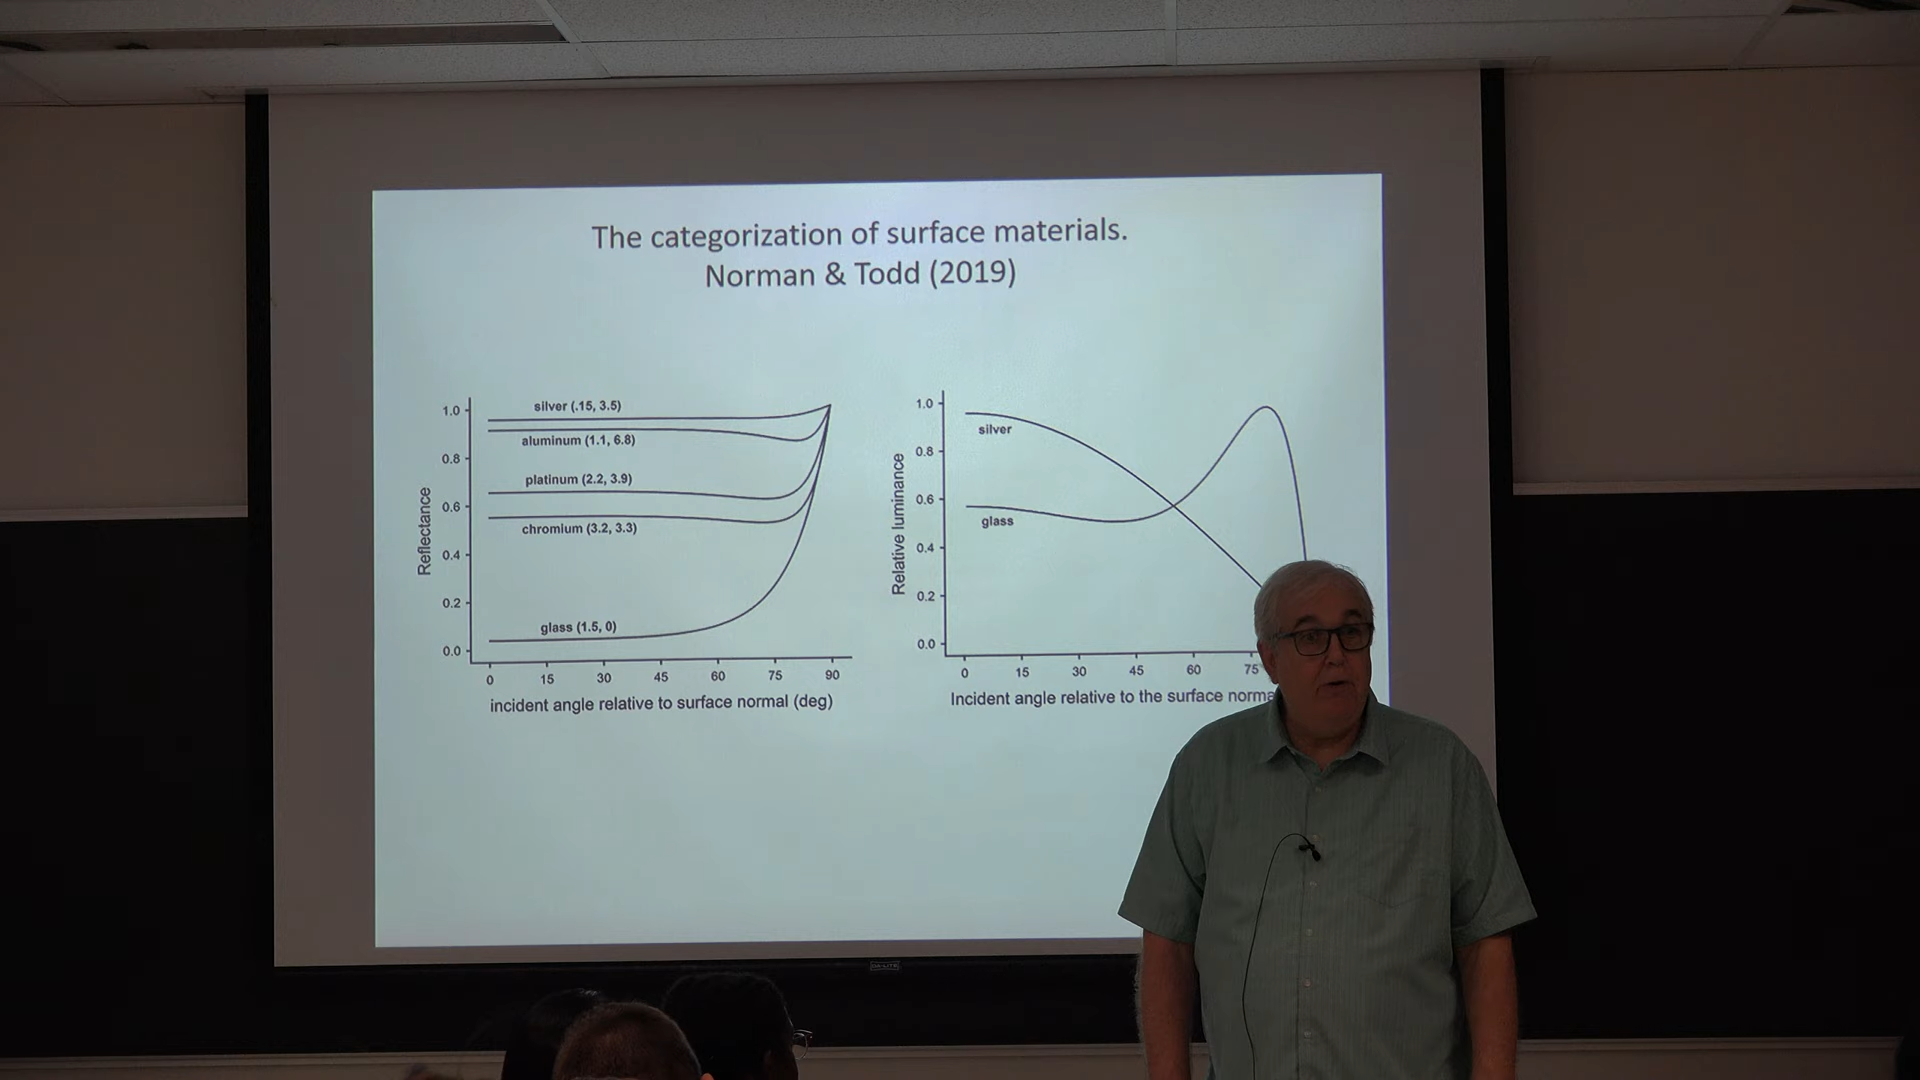 The categorization of surface materials.
Norman & Todd (2019)
Reflectance
1.0
0.8
0.6
0.4
0.2
0.0
silver (.15, 3.5)
aluminum (1.1, 6.8)
platinum (2.2, 3.9)
chromium (3.2, 3.3)
glass (1.5, 0)
0 15 30 45 60 75 90
incident angle relative to surface normal (deg)
Relative luminance
1.0
0.8
0.6
0.4
0.2
0.0
silver
glass
0 15 30 45 60 75
Incident angle relative to the surface norma
DA-LITE